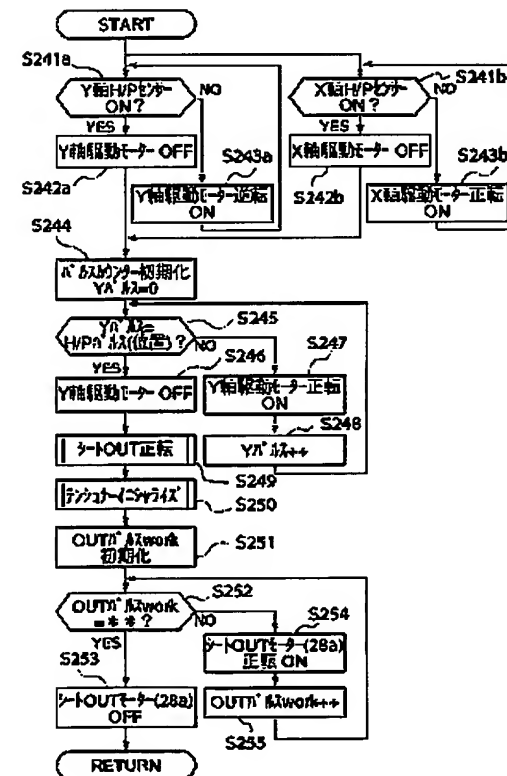 START
S241a
Y軸H/Pセンサー
ON?
NO
YES
Y軸駆動モーター OFF
S242a
S243a
Y軸駆動モーター逆転
ON
S241b
X軸H/Pセンサー
ON?
NO
YES
X軸駆動モーター OFF
S242b
S243b
X軸駆動モーター正転
ON
S244
パルスカウンター初期化
Yパルス=0
S245
Yパルス=
H/Pパルス(位置)?
NO
YES
S246
Y軸駆動モーター OFF
S247
Y軸駆動モーター正転
ON
S248
Yパルス++
シートOUT正転
S249
テンショナーイニシャライズ
S250
OUTパルスwork
初期化
S251
S252
OUTパルスwork
=**?
NO
YES
S253
シートOUTモーター(28a)
OFF
S254
シートOUTモーター(28a)
正転 ON
OUTパルスwork++
S255
RETURN